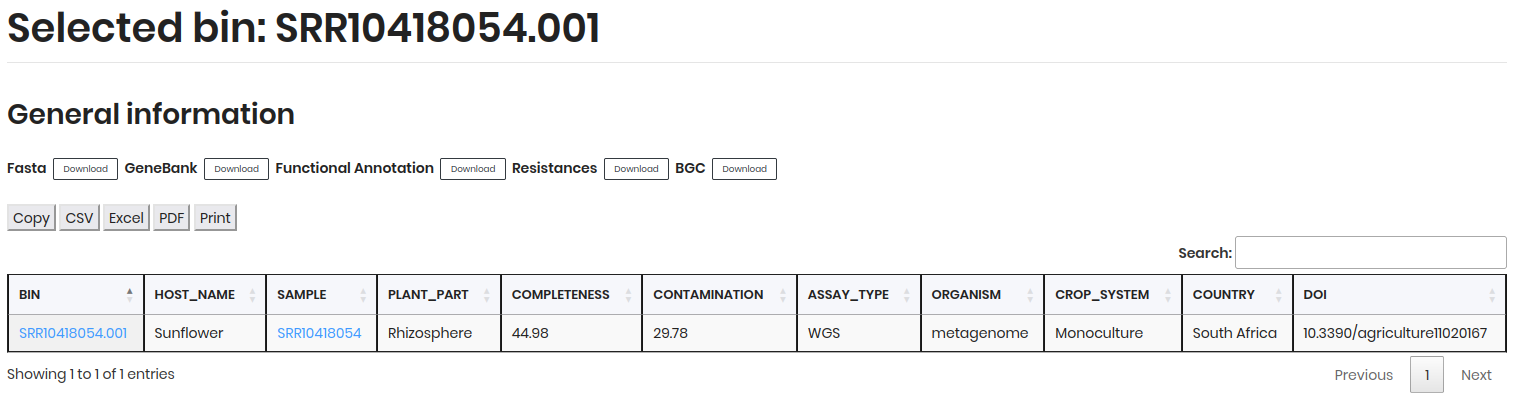 Selected bin: SRR10418054.001
General information
Fasta Download GeneBank Download Functional Annotation Download Resistances Download BGC Download
Copy CSV Excel PDF Print
Search:
BIN HOST_NAME SAMPLE PLANT_PART COMPLETENESS CONTAMINATION ASSAY_TYPE ORGANISM CROP_SYSTEM COUNTRY DOI
SRR10418054.001 Sunflower SRR10418054 Rhizosphere 44.98 29.78 WGS metagenome Monoculture South Africa 10.3390/agriculture11020167
Showing 1 to 1 of 1 entries Previous 1 Next